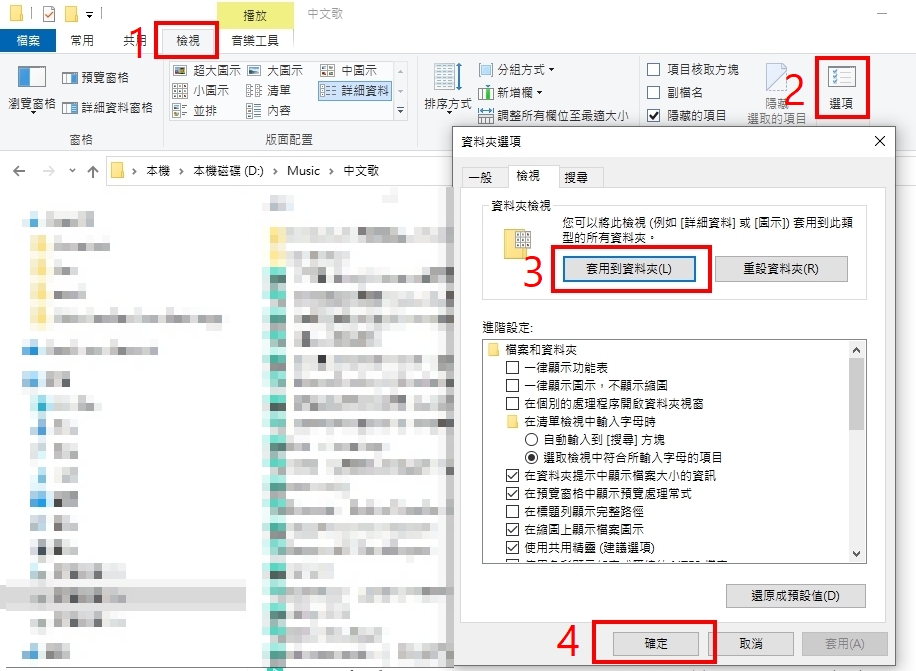 播放
中文歌
檔案
常用
共用
1
檢視
音樂工具
瀏覽窗格
預覽窗格
詳細資料窗格
窗格
超大圖示
大圖示
中圖示
小圖示
清單
詳細資料
並排
內容
版面配置
排序方式
分組方式
新增欄
調整所有欄位至最適大小
項目核取方塊
副檔名
隱藏的項目
隱藏
選取的項目
2
選項
本機
本機磁碟 (D:)
Music
中文歌
資料夾選項
一般
檢視
搜尋
資料夾檢視
您可以將此檢視 (例如 [詳細資料] 或 [圖示]) 套用到此類
型的所有資料夾。
3
套用到資料夾(L)
重設資料夾(R)
進階設定:
檔案和資料夾
一律顯示功能表
一律顯示圖示，不顯示縮圖
在個別的處理程序開啟資料夾視窗
在清單檢視中輸入字母時
自動輸入到 [搜尋] 方塊
選取檢視中符合所輸入字母的項目
在資料夾提示中顯示檔案大小的資訊
在預覽窗格中顯示預覽處理常式
在標題列顯示完整路徑
在縮圖上顯示檔案圖示
使用共用精靈 (建議選項)
還原成預設值(D)
4
確定
取消
套用(A)